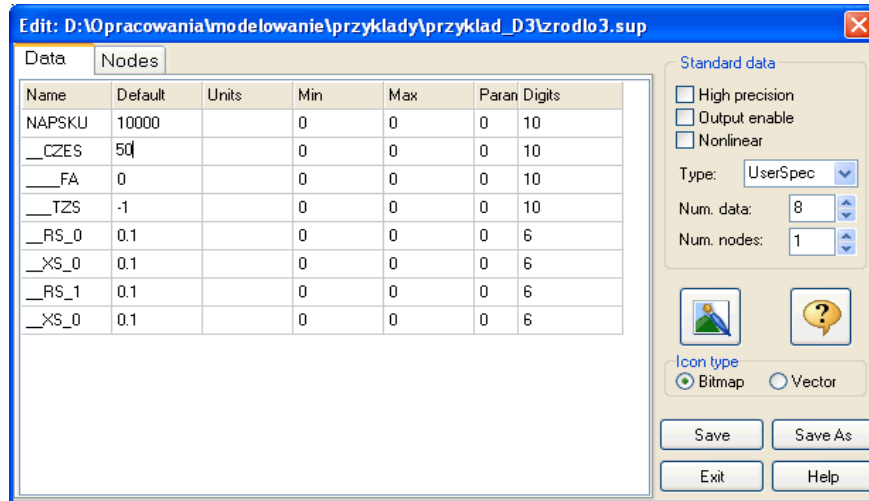 Edit: D:\Opracowania\modelowanie\przyklady\przyklad_D3\zrodlo3.sup
Data Nodes
Name Default Units Min Max Param Digits
NAPSKU 10000 0 0 0 10
__CZES 50 0 0 0 10
____FA 0 0 0 0 10
___TZS -1 0 0 0 10
__RS_0 0.1 0 0 0 6
__XS_0 0.1 0 0 0 6
__RS_1 0.1 0 0 0 6
__XS_0 0.1 0 0 0 6
Standard data
High precision
Output enable
Nonlinear
Type: UserSpec
Num. data: 8
Num. nodes: 1
Icon type
Bitmap Vector
Save Save As
Exit Help